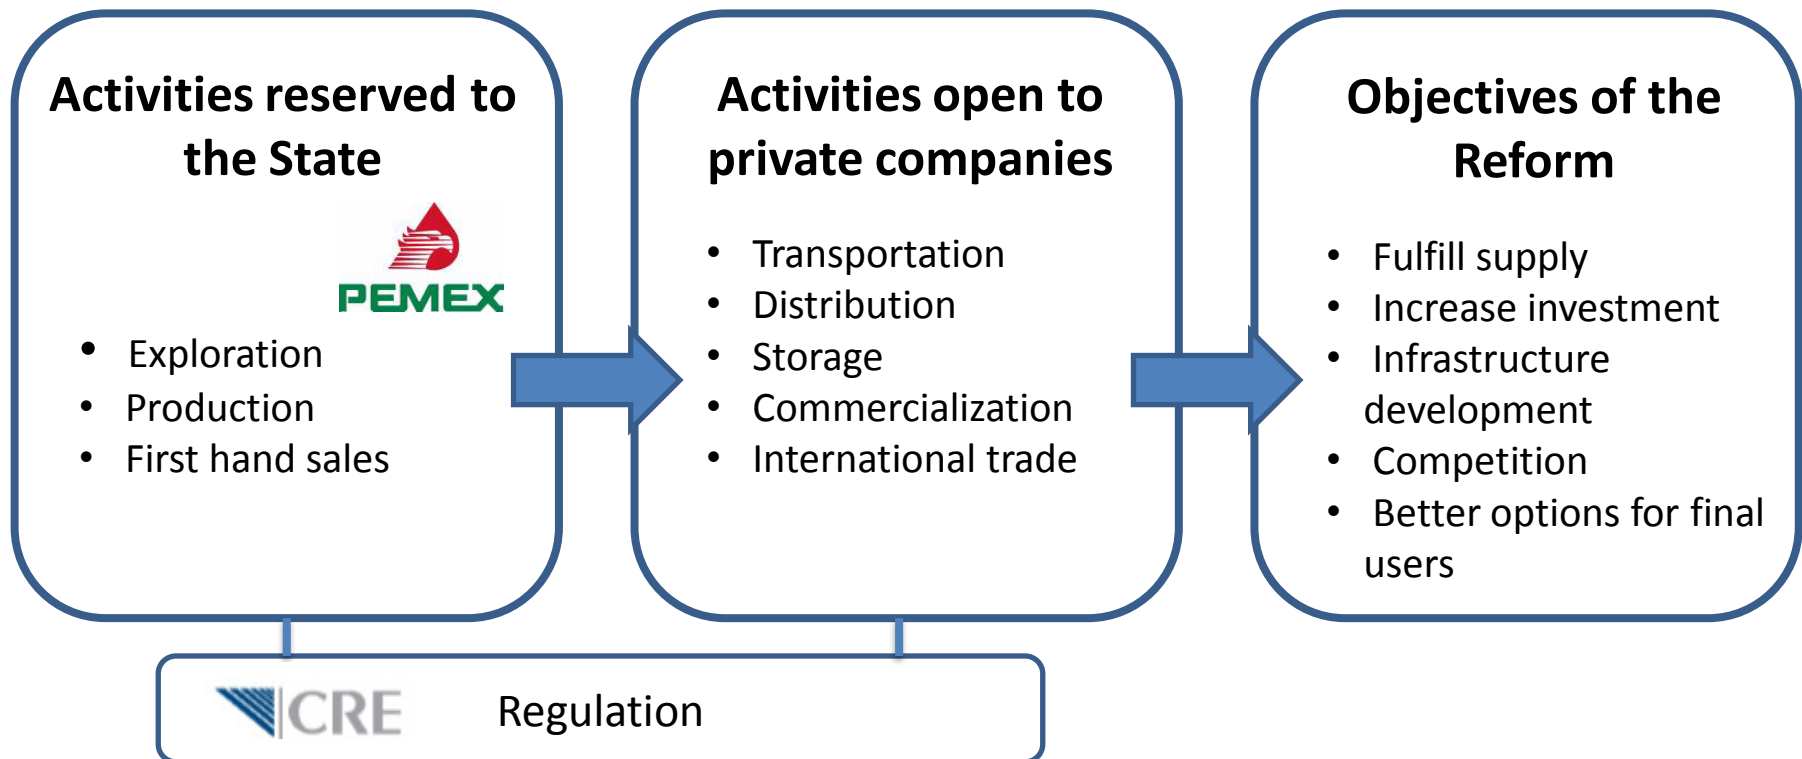 Activities reserved to
the State
PEMEX
• Exploration
• Production
• First hand sales
Activities open to
private companies
• Transportation
• Distribution
• Storage
• Commercialization
• International trade
Objectives of the
Reform
• Fulfill supply
• Increase investment
• Infrastructure
development
• Competition
• Better options for final
users
CRE
Regulation